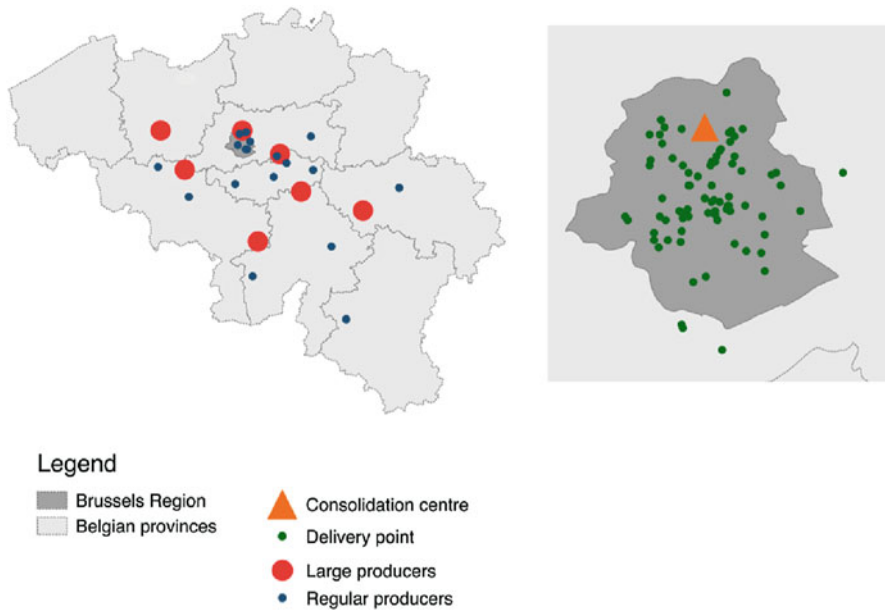 Legend
Brussels Region
Belgian provinces
Consolidation centre
Delivery point
Large producers
Regular producers